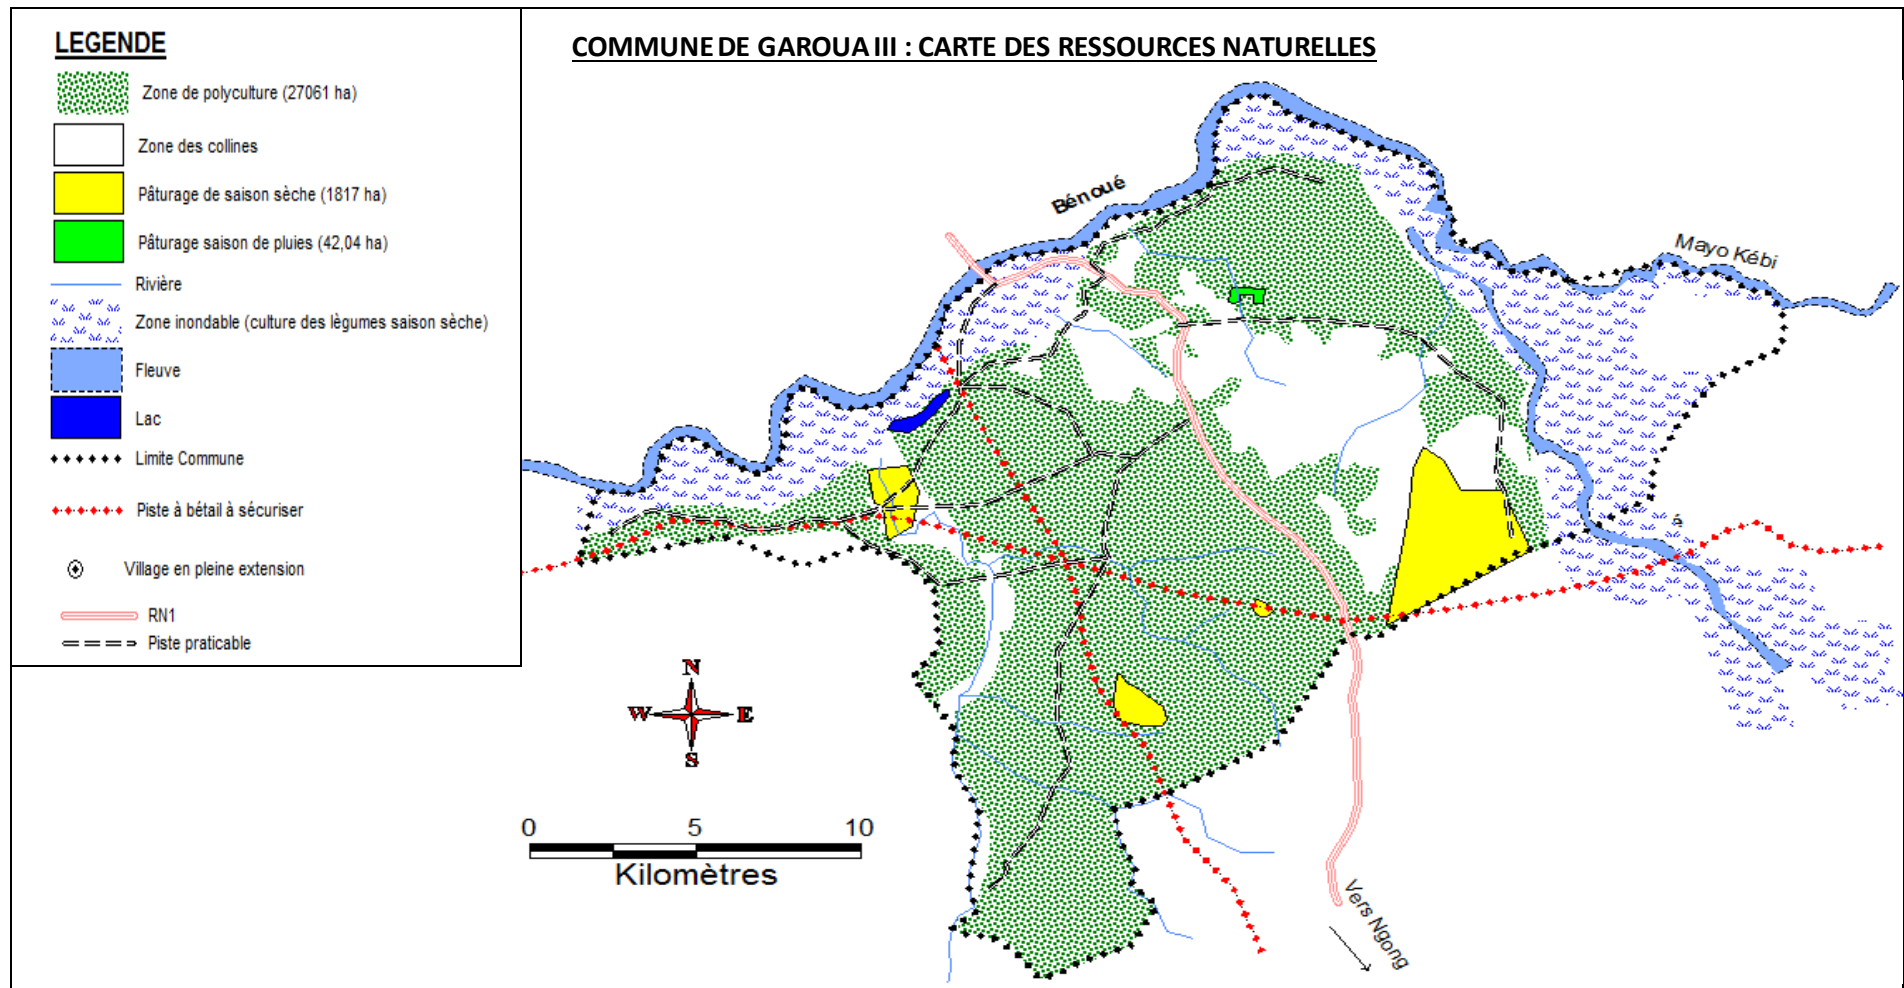 LEGENDE
Zone de polyculture (27061 ha)
Zone des collines
Pâturage de saison sèche (1817 ha)
Pâturage saison de pluies (42,04 ha)
Rivière
Zone inondable (culture des lègumes saison sèche)
Fleuve
Lac
Limite Commune
Piste à bétail à sécuriser
Village en pleine extension
RN1
Piste praticable
COMMUNE DE GAROUA III : CARTE DES RESSOURCES NATURELLES
Bénoué
Mayo Kébi
é
N
W E
S
0 5 10
Kilomètres
Vers Ngong